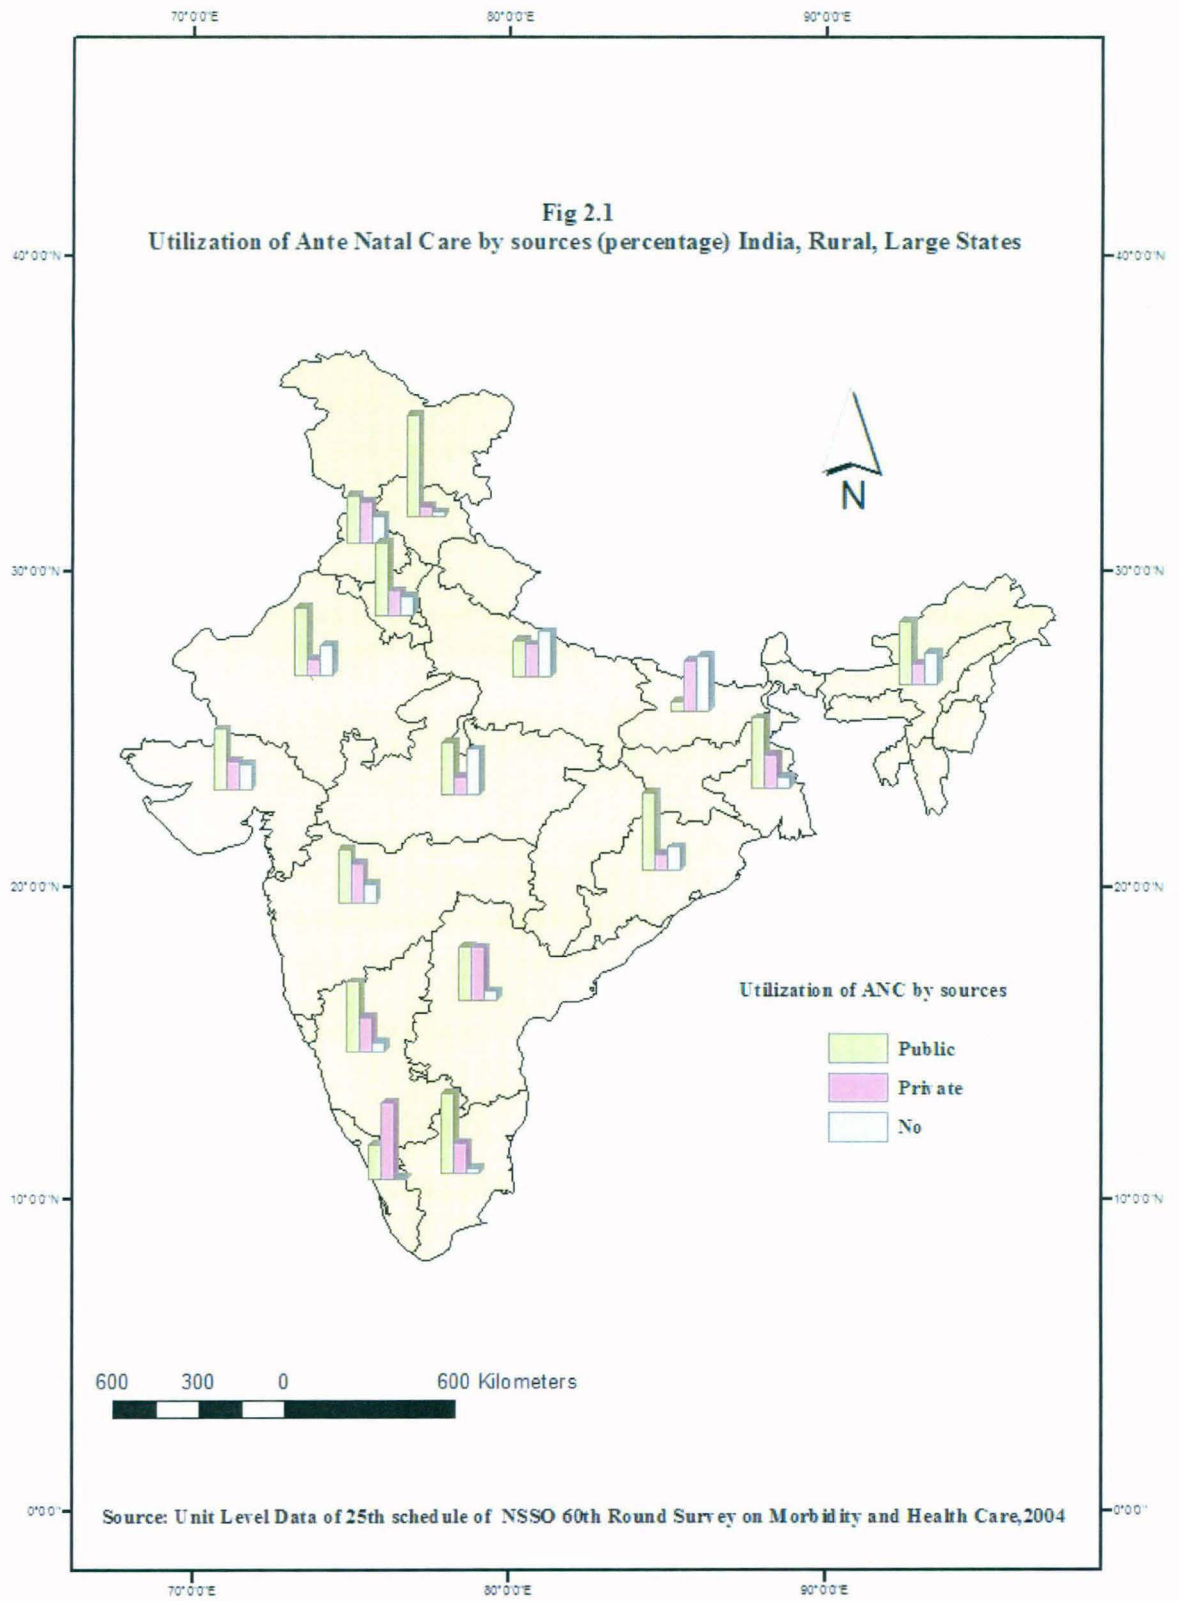 70°0'0"E 80°0'0"E 90°0'0"E
Fig 2.1
Utilization of Ante Natal Care by sources (percentage) India, Rural, Large States
40°0'0"N 40°0'0"N
N
30°0'0"N 30°0'0"N
20°0'0"N 20°0'0"N
Utilization of ANC by sources
Public
Private
No
10°0'0"N 10°0'0"N
600 300 0 600 Kilometers
Source: Unit Level Data of 25th schedule of NSSO 60th Round Survey on Morbidity and Health Care,2004
0°0'0" 0°0'0"
70°0'0"E 80°0'0"E 90°0'0"E